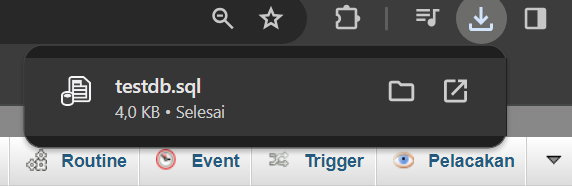 testdb.sql
4,0 KB • Selesai
Routine Event Trigger Pelacakan